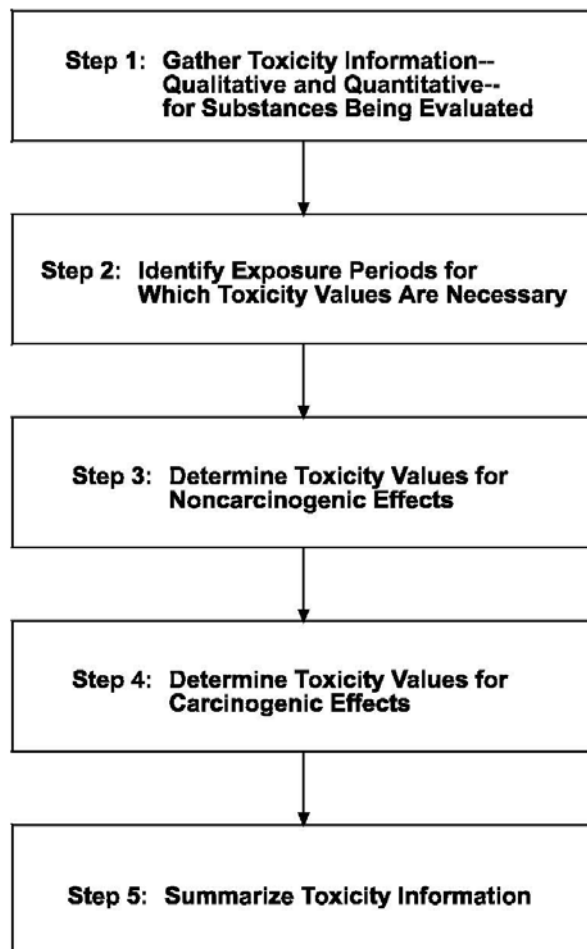 Step 1: Gather Toxicity Information--
Qualitative and Quantitative--
for Substances Being Evaluated
Step 2: Identify Exposure Periods for
Which Toxicity Values Are Necessary
Step 3: Determine Toxicity Values for
Noncarcinogenic Effects
Step 4: Determine Toxicity Values for
Carcinogenic Effects
Step 5: Summarize Toxicity Information